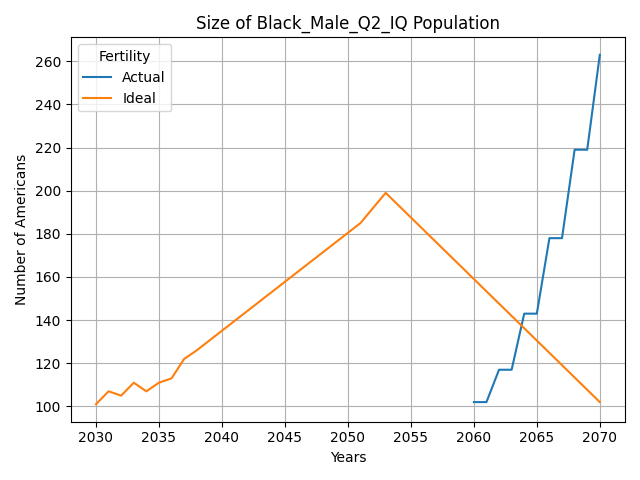 Size of Black_Male_Q2_IQ Population
Fertility
Actual
Ideal
Number of Americans
260
240
220
200
180
160
140
120
100
2030 2035 2040 2045 2050 2055 2060 2065 2070
Years